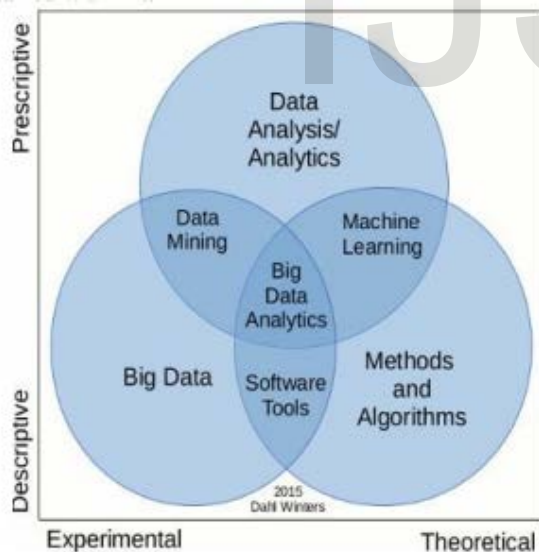 Prescriptive
Data
Analysis/
Analytics
Data
Mining
Machine
Learning
Big
Data
Analytics
Big Data
Software
Tools
Methods
and
Algorithms
Descriptive
2015
Dahl Winters
Experimental
Theoretical